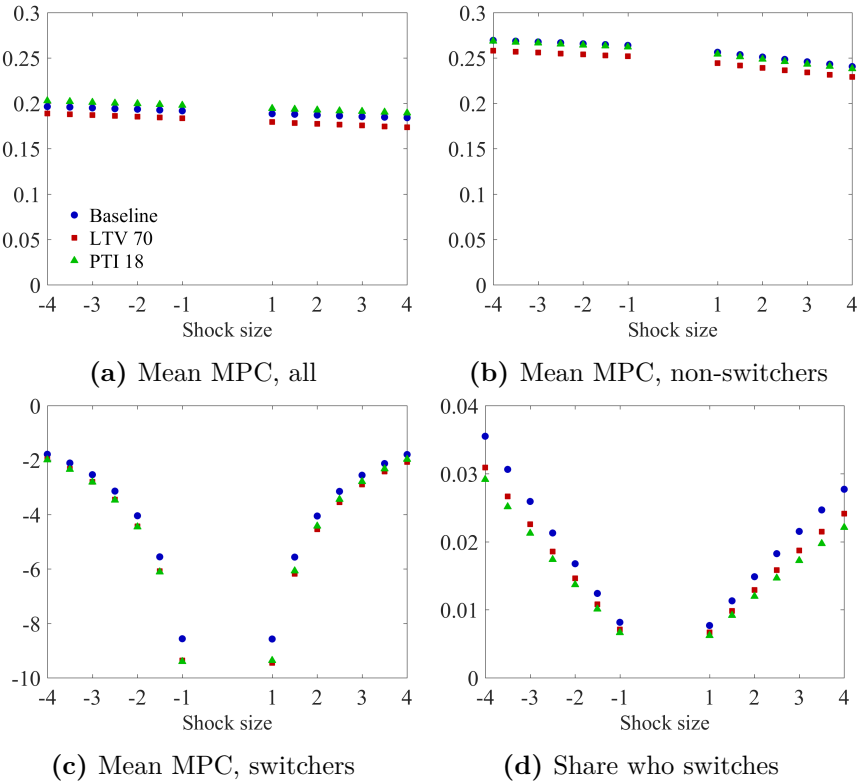 0.3
0.25
0.2
0.15
0.1
0.05
0
Baseline
LTV 70
PTI 18
-4 -3 -2 -1 1 2 3 4
Shock size
(a) Mean MPC, all
0.3
0.25
0.2
0.15
0.1
0.05
0
-4 -3 -2 -1 1 2 3 4
Shock size
(b) Mean MPC, non-switchers
0
-2
-4
-6
-8
-10
-4 -3 -2 -1 1 2 3 4
Shock size
(c) Mean MPC, switchers
0.04
0.03
0.02
0.01
0
-4 -3 -2 -1 1 2 3 4
Shock size
(d) Share who switches